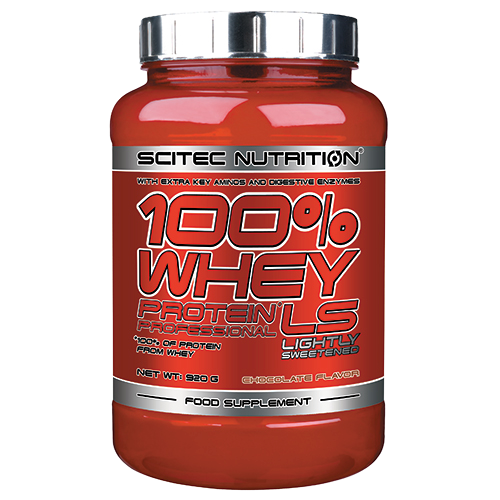 SCITEC NUTRITION®
WITH EXTRA KEY AMINOS AND DIGESTIVE ENZYMES
100%
WHEY
PROTEIN* LS
PROFESSIONAL
LIGHTLY
SWEETENED
*100% OF PROTEIN
FROM WHEY
NET WT: 920 G
CHOCOLATE FLAVOR
FOOD SUPPLEMENT